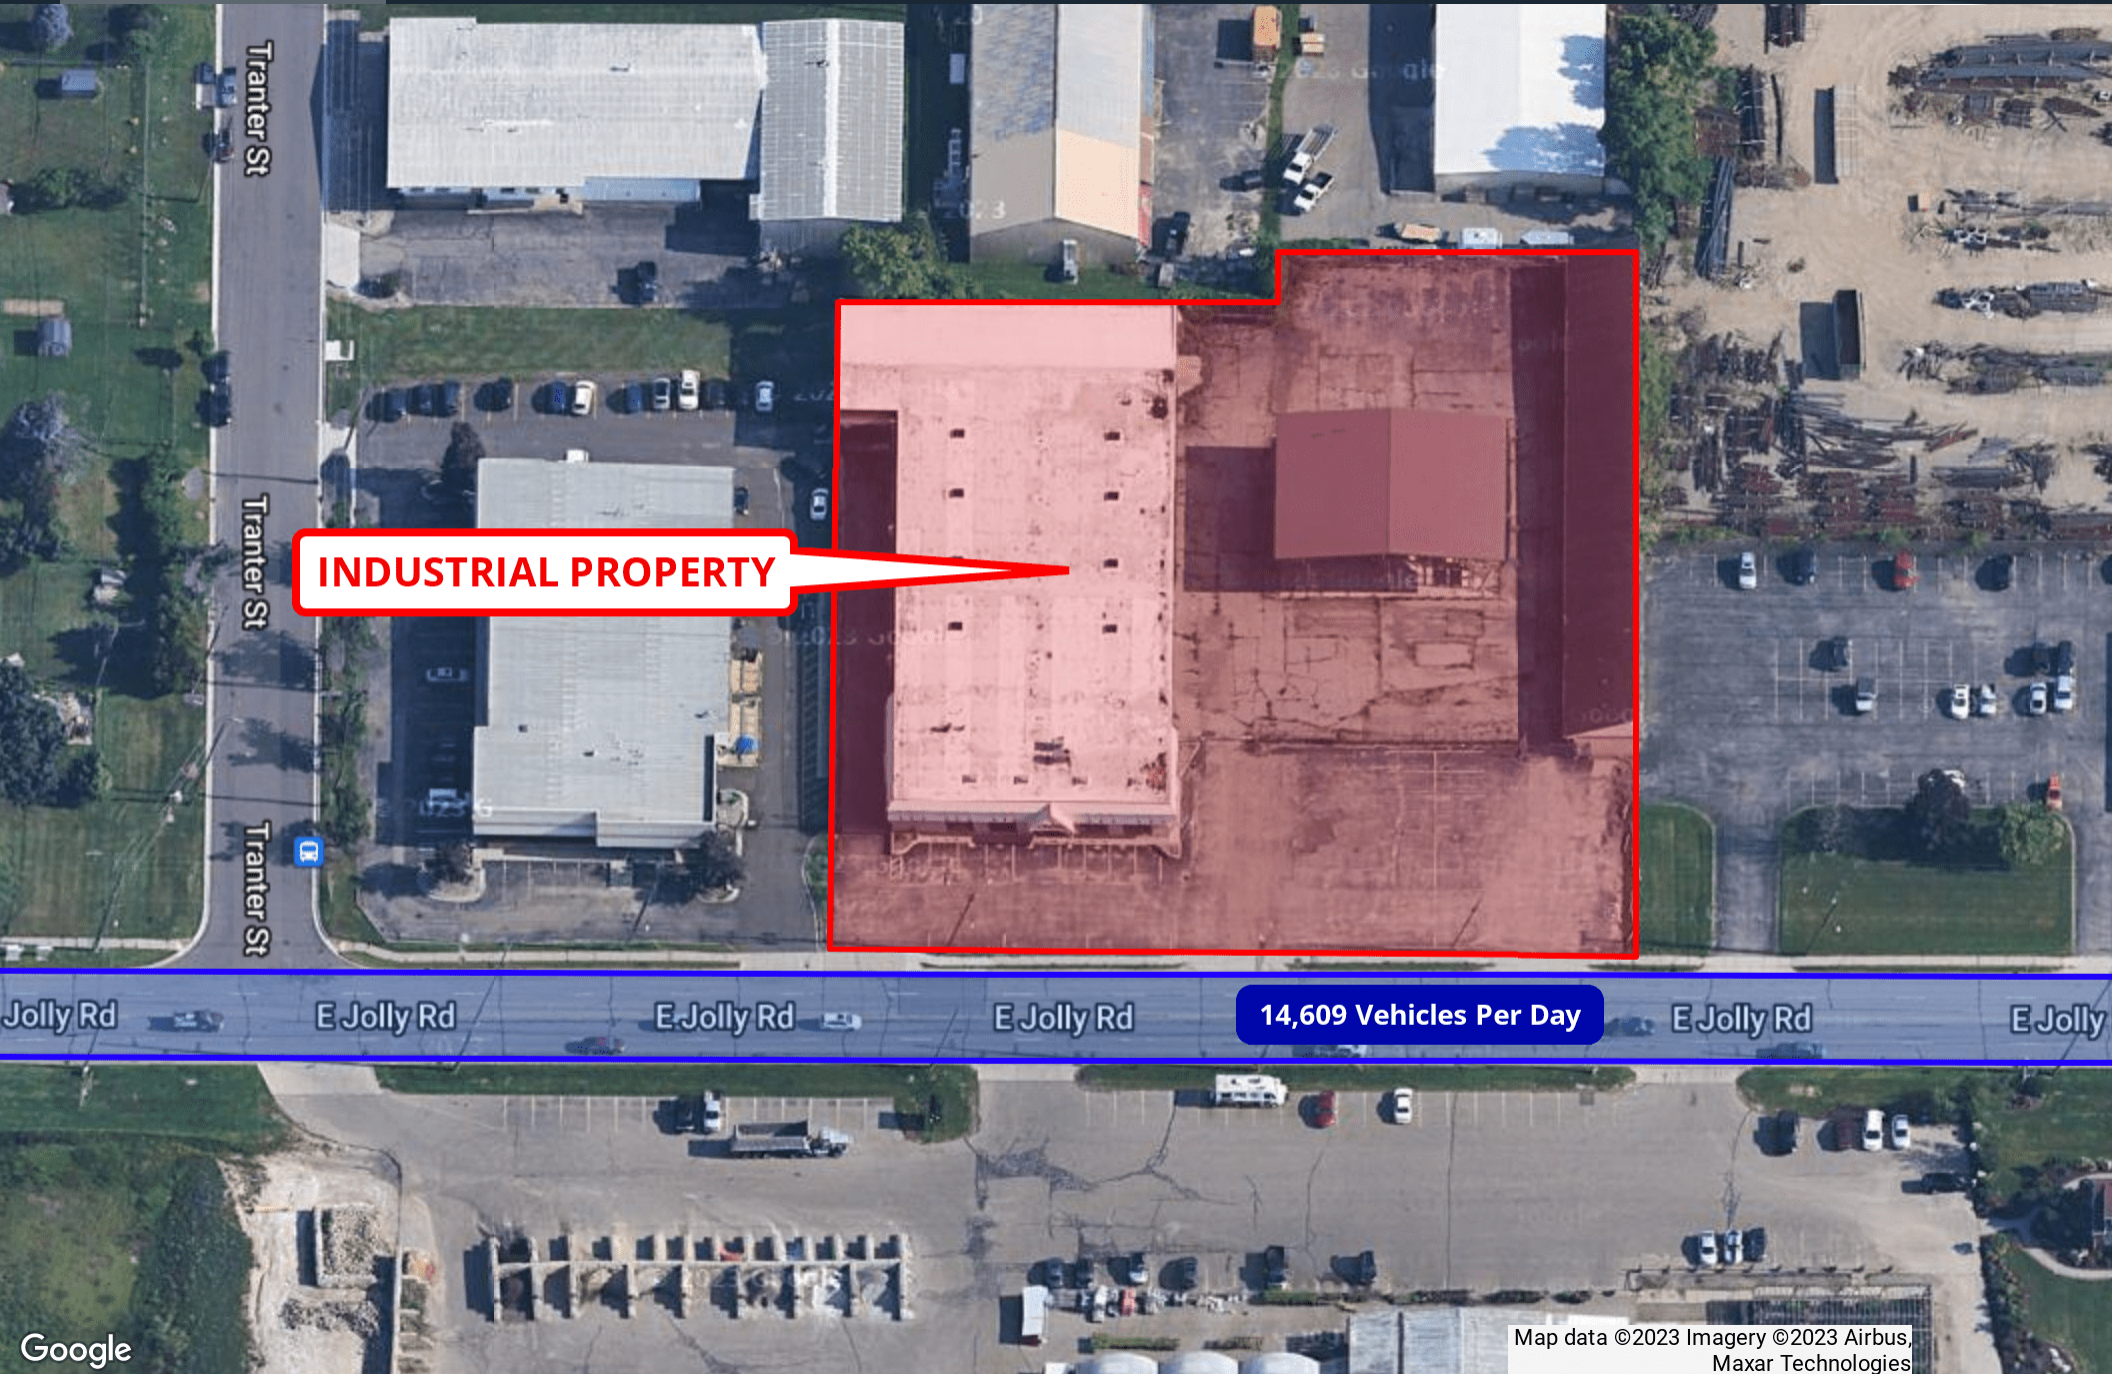 Tranter St
Tranter St
INDUSTRIAL PROPERTY
Tranter St
Jolly Rd
E Jolly Rd
E Jolly Rd
E Jolly Rd
14,609 Vehicles Per Day
E Jolly Rd
E Jolly
Google
Map data ©2023 Imagery ©2023 Airbus,
Maxar Technologies